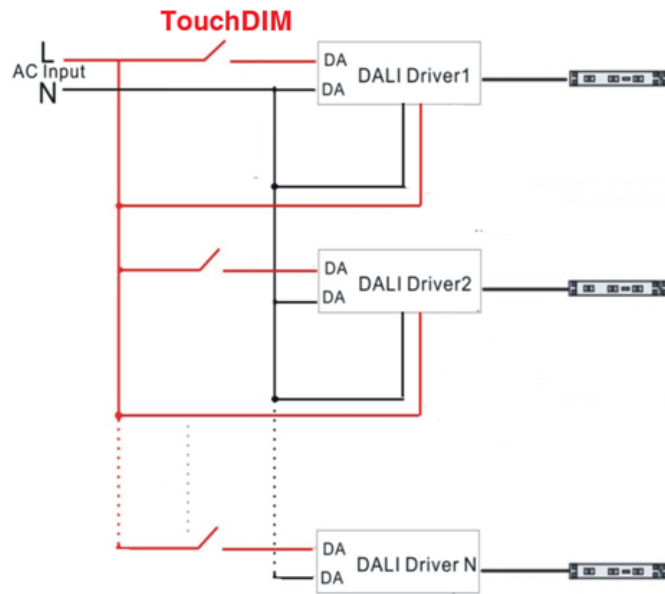 TouchDIM
L
AC Input
N
DA
DA
DALI Driver1
DA
DA
DALI Driver2
DA
DA
DALI Driver N